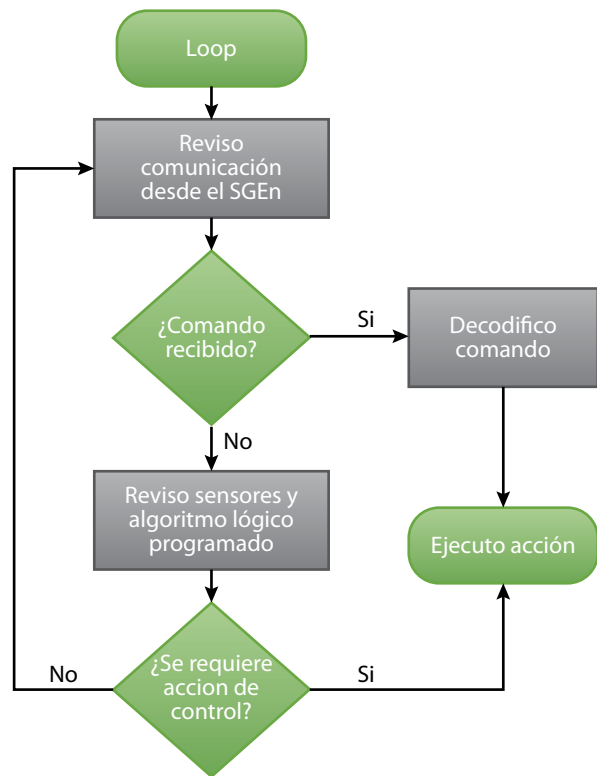 Loop
Reviso
comunicación
desde el SGEn
¿Comando
recibido?
Si
Decodifico
comando
No
Reviso sensores y
algoritmo lógico
programado
Ejecuto acción
¿Se requiere
accion de
control?
No
Si